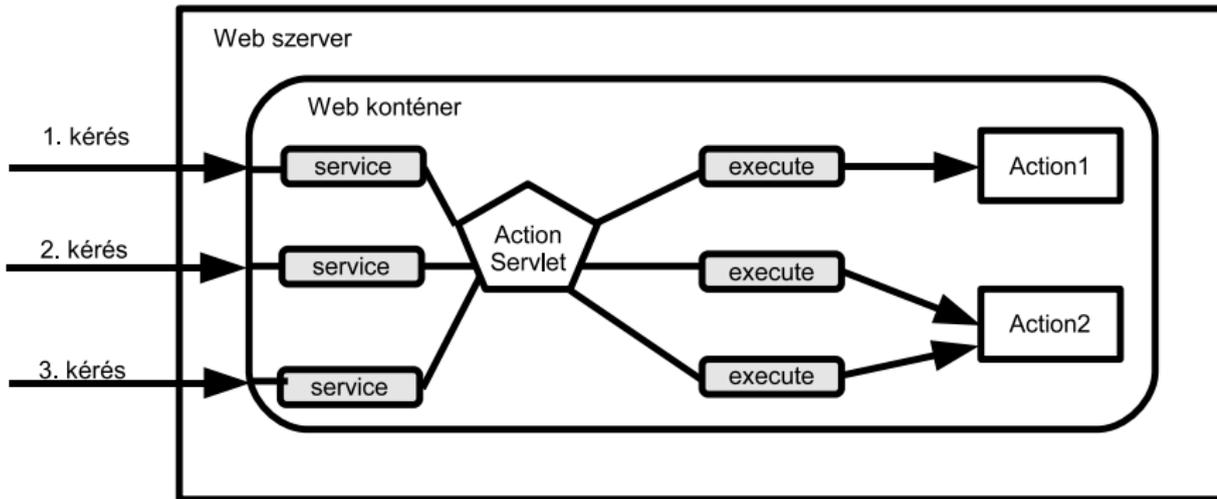 Web szerver
Web konténer
1. kérés
service
execute
Action1
2. kérés
service
Action
Servlet
execute
Action2
3. kérés
service
execute